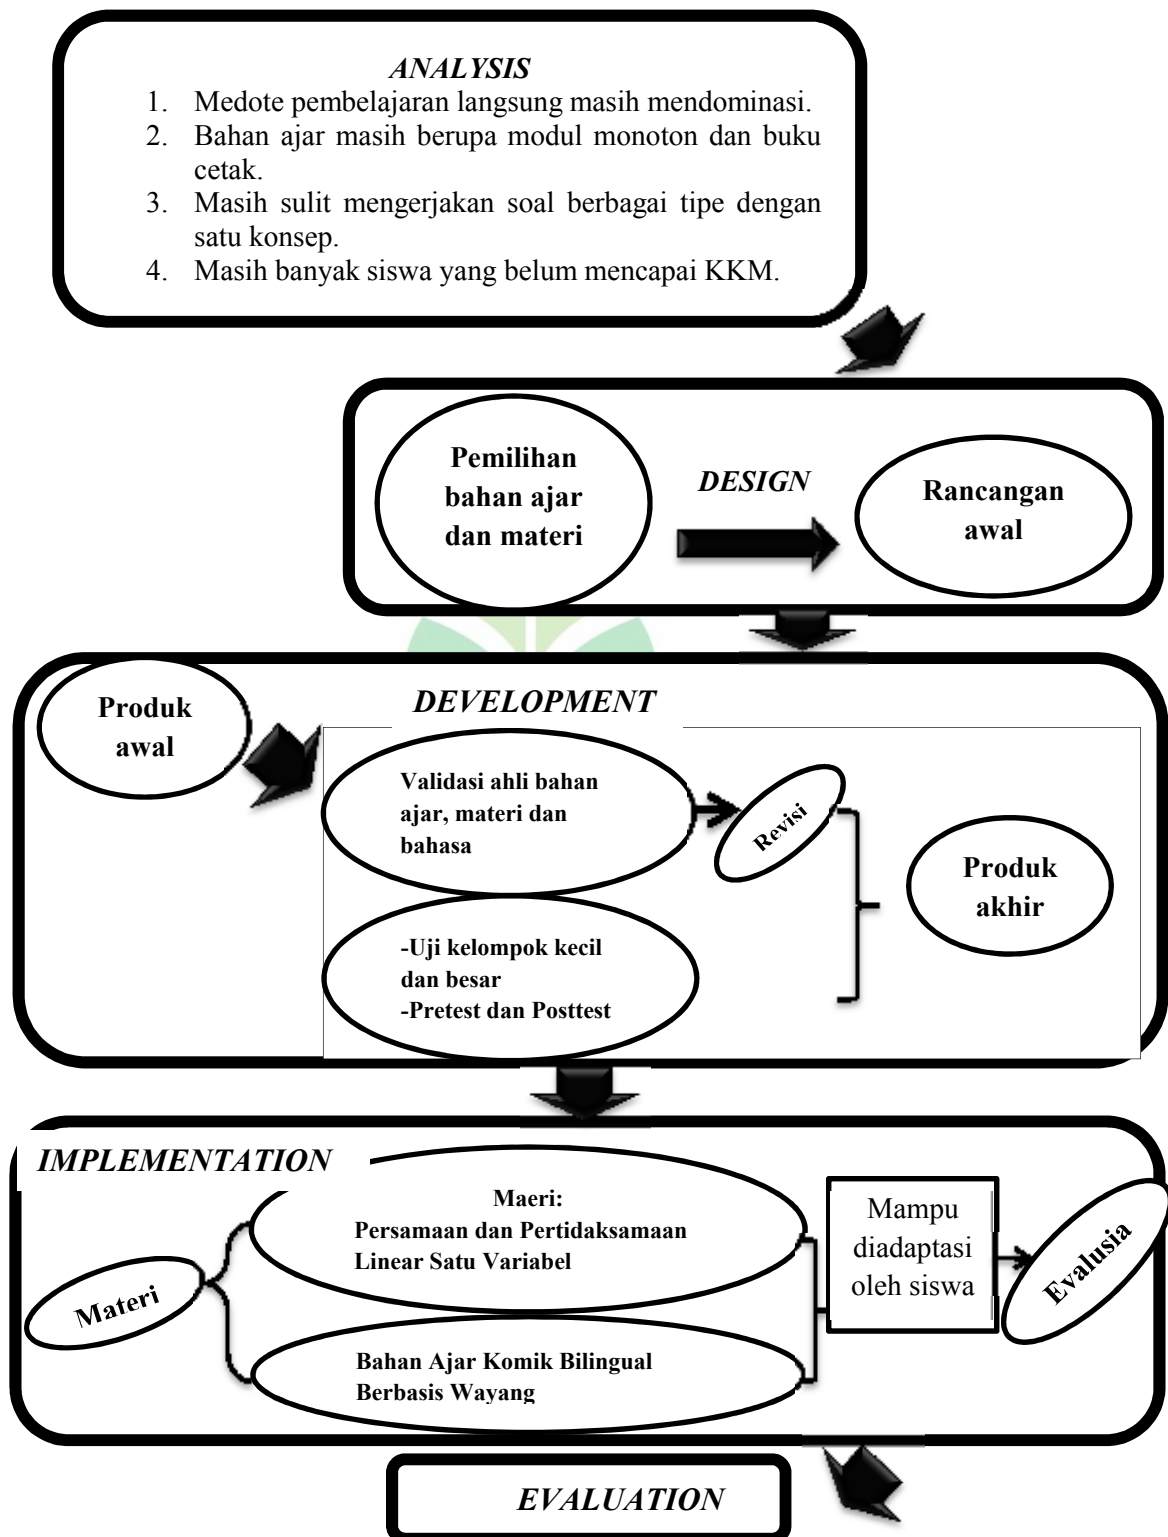 ANALYSIS
1. Medote pembelajaran langsung masih mendominasi.
2. Bahan ajar masih berupa modul monoton dan buku
cetak.
3. Masih sulit mengerjakan soal berbagai tipe dengan
satu konsep.
4. Masih banyak siswa yang belum mencapai KKM.
Pemilihan
bahan ajar
dan materi
DESIGN
Rancangan
awal
Produk
awal
DEVELOPMENT
Validasi ahli bahan
ajar, materi dan
bahasa
Revisi
-Uji kelompok kecil
dan besar
-Pretest dan Posttest
Produk
akhir
IMPLEMENTATION
Materi
Maeri:
Persamaan dan Pertidaksamaan
Linear Satu Variabel
Bahan Ajar Komik Bilingual
Berbasis Wayang
Mampu
diadaptasi
oleh siswa
Evalusia
EVALUATION